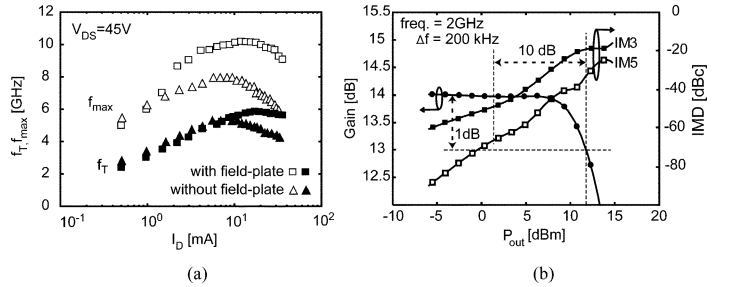 (a)
V_DS=45V
12
10
8
6
4
2
0
f_T,f_max [GHz]
f_max
f_T
with field-plate
without field-plate
10^-1
10^0
10^1
10^2
I_D [mA]
(b)
freq. = 2GHz
Δf = 200 kHz
10 dB
1dB
IM3
IM5
15.5
15
14.5
14
13.5
13
12.5
Gain [dB]
0
-20
-40
-60
-80
IMD [dBc]
-10
-5
0
5
10
15
20
P_out [dBm]
(a)
(b)